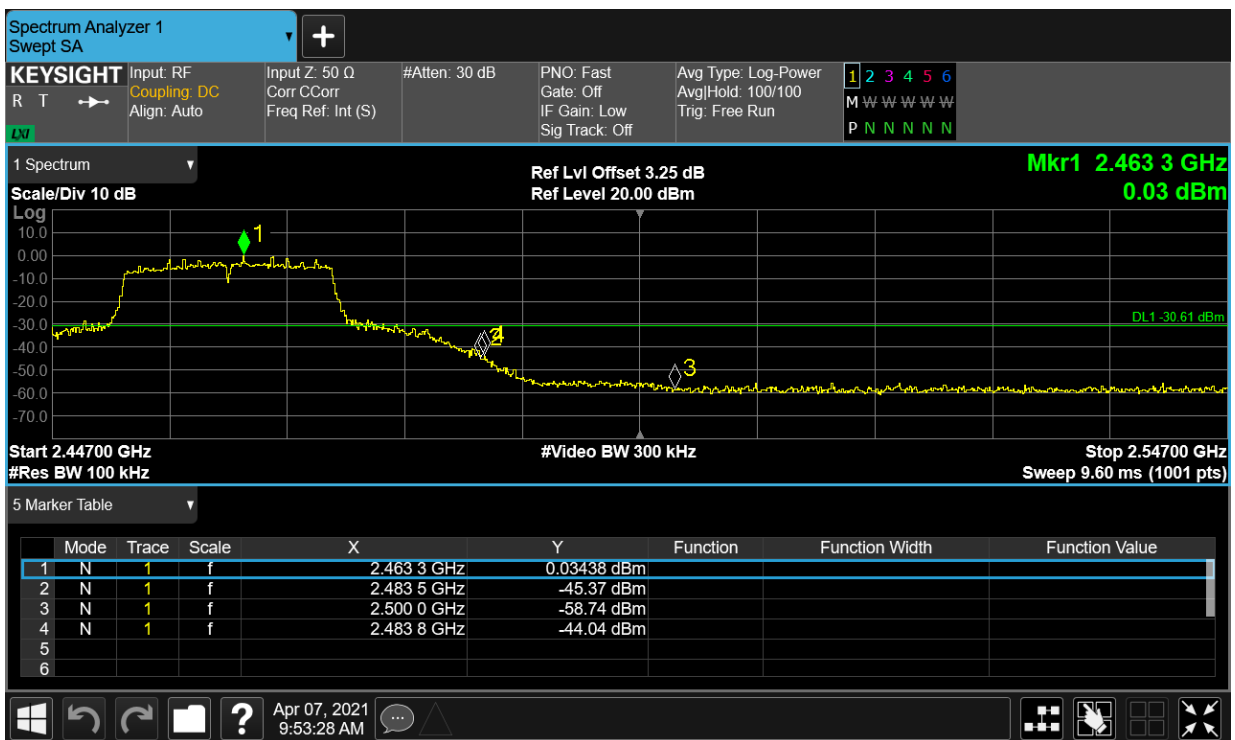 Spectrum Analyzer 1
Swept SA
+
KEYSIGHT Input: RF Input Z: 50 Ω #Atten: 30 dB PNO: Fast Avg Type: Log-Power 1 2 3 4 5 6
R T Coupling: DC Corr CCorr Gate: Off Avg|Hold: 100/100 M W W W W W
Align: Auto Freq Ref: Int (S) IF Gain: Low Trig: Free Run
LXI Sig Track: Off P N N N N N
1 Spectrum Ref Lvl Offset 3.25 dB Mkr1 2.463 3 GHz
Scale/Div 10 dB Ref Level 20.00 dBm 0.03 dBm
Log
10.0
1
0.00
-10.0
-20.0
-30.0 DL1 -30.61 dBm
-40.0
-50.0
3
-60.0
-70.0
Start 2.44700 GHz #Video BW 300 kHz Stop 2.54700 GHz
#Res BW 100 kHz Sweep 9.60 ms (1001 pts)
5 Marker Table
Mode Trace Scale X Y Function Function Width Function Value
1 N 1 f 2.463 3 GHz 0.03438 dBm
2 N 1 f 2.483 5 GHz -45.37 dBm
3 N 1 f 2.500 0 GHz -58.74 dBm
4 N 1 f 2.483 8 GHz -44.04 dBm
5
6
? Apr 07, 2021
9:53:28 AM